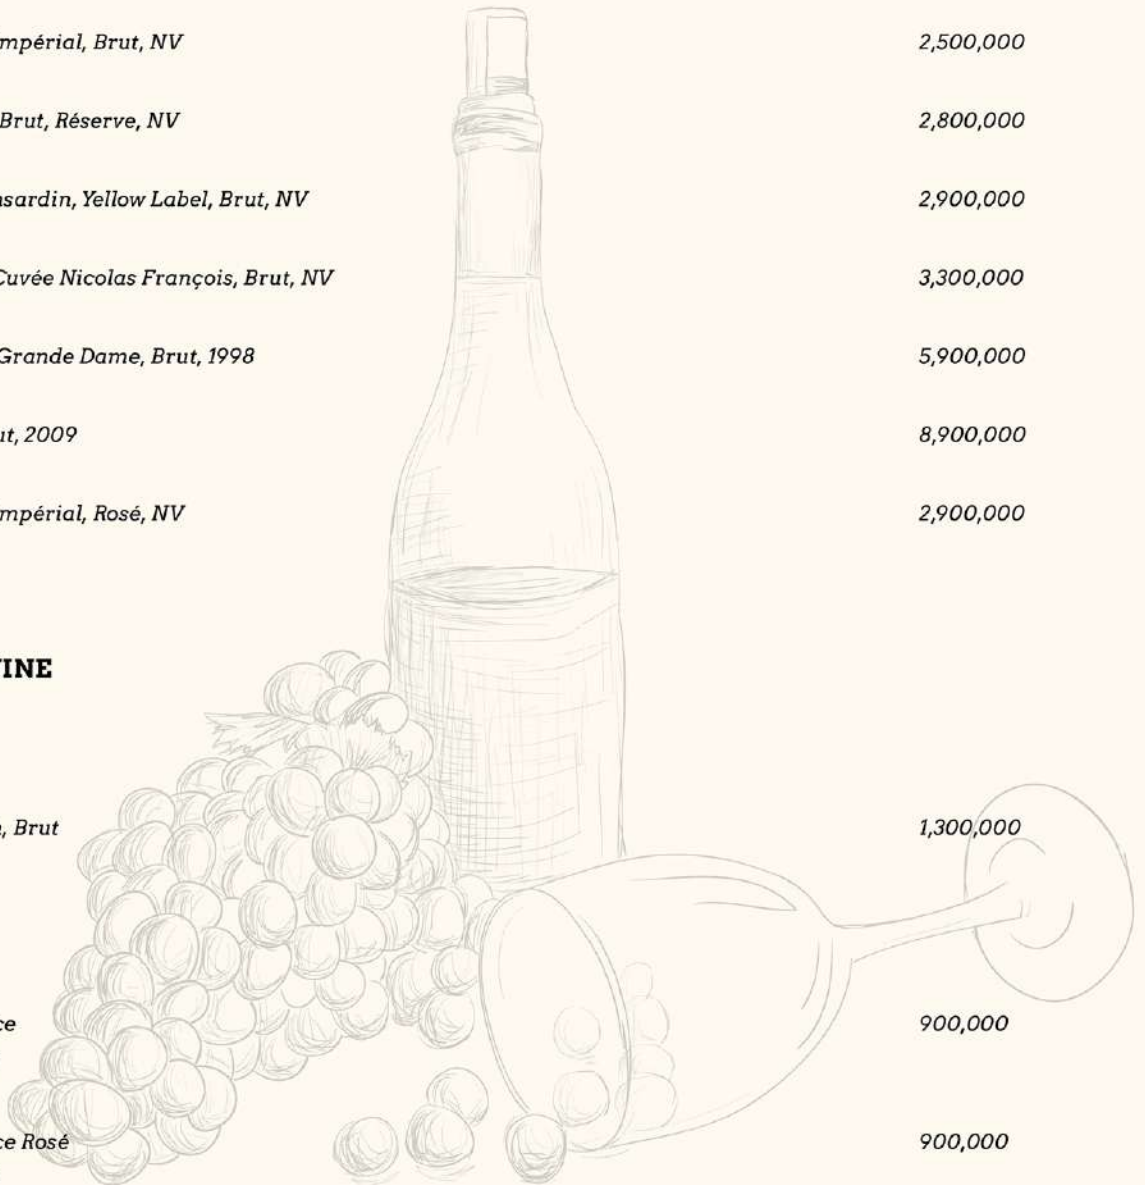 mpérial, Brut, NV 2,500,000
Brut, Réserve, NV 2,800,000
sardin, Yellow Label, Brut, NV 2,900,000
Cuvée Nicolas François, Brut, NV 3,300,000
Grande Dame, Brut, 1998 5,900,000
ut, 2009 8,900,000
mpérial, Rosé, NV 2,900,000
INE
, Brut 1,300,000
ce 900,000
ce Rosé 900,000